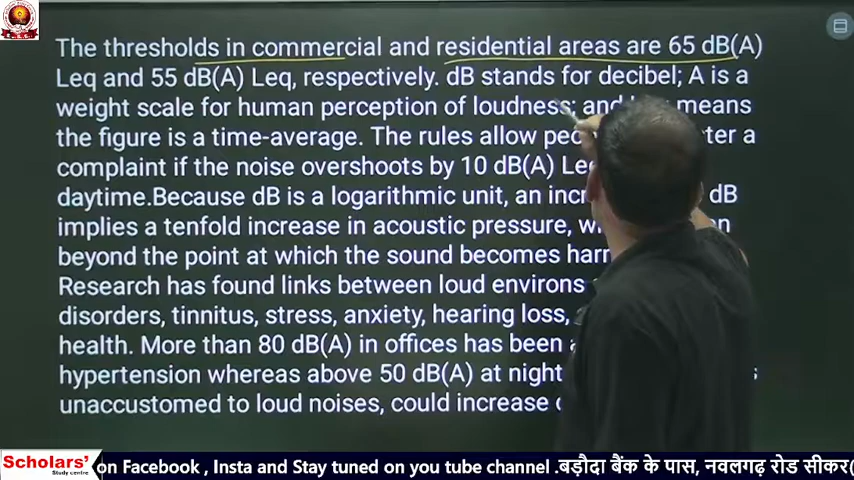 The thresholds in commercial and residential areas are 65 dB(A)
Leq and 55 dB(A) Leq, respectively. dB stands for decibel; A is a
weight scale for human perception of loudness; and means
the figure is a time-average. The rules allow a
complaint if the noise overshoots by 10 dB(A)
daytime.Because dB is a logarithmic unit, an dB
implies a tenfold increase in acoustic pressure,
beyond the point at which the sound becomes
Research has found links between loud environs
disorders, tinnitus, stress, anxiety, hearing loss,
health. More than 80 dB(A) in offices has been
hypertension whereas above 50 dB(A) at night
unaccustomed to loud noises, could increase
Scholars'
Study centre
on Facebook , Insta and Stay tuned on you tube channel .बड़ौदा बैंक के पास, नवलगढ़ रोड सीकर(